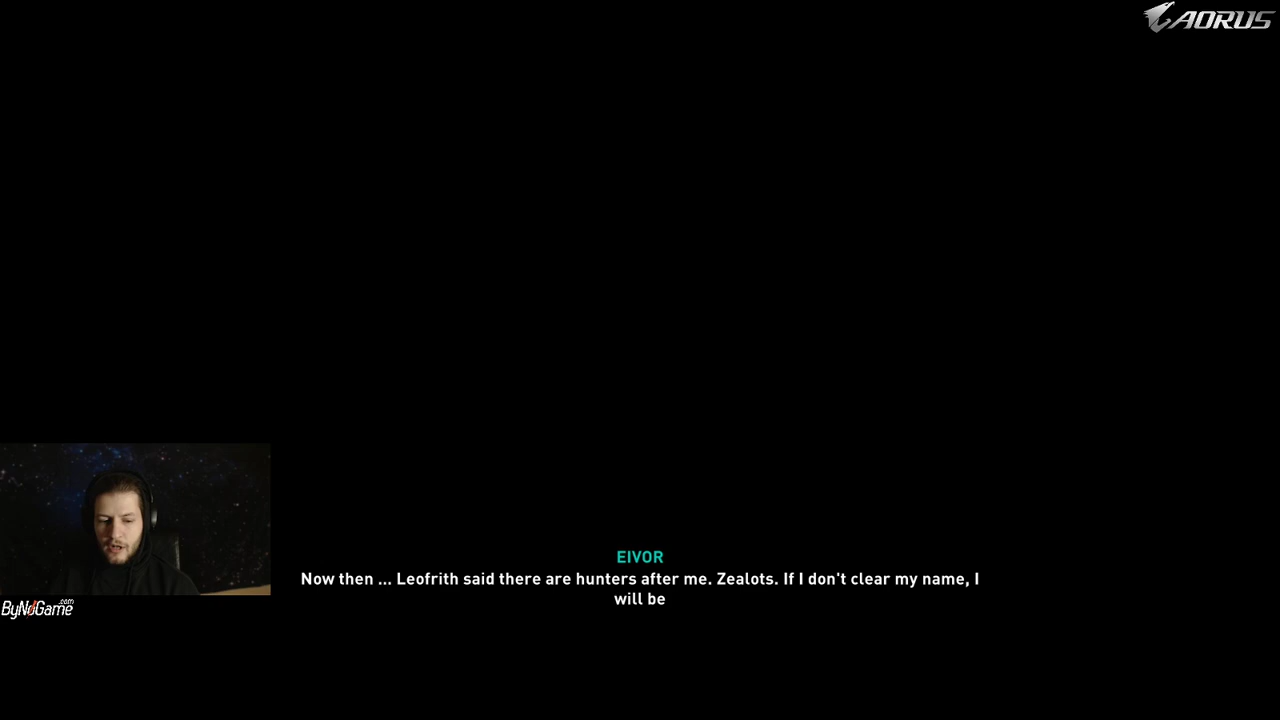 AORUS
EIVOR
Now then ... Leofrith said there are hunters after me. Zealots. If I don't clear my name, I
will be
ByNoGame
.com